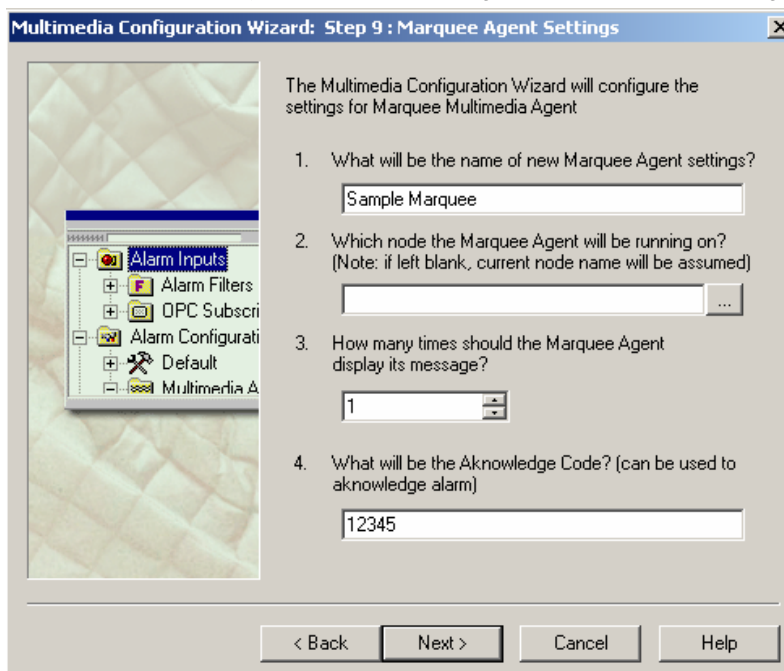 Multimedia Configuration Wizard: Step 9 : Marquee Agent Settings
The Multimedia Configuration Wizard will configure the
settings for Marquee Multimedia Agent
1. What will be the name of new Marquee Agent settings?
Sample Marquee
2. Which node the Marquee Agent will be running on?
(Note: if left blank, current node name will be assumed)
...
3. How many times should the Marquee Agent
display its message?
1
4. What will be the Aknowledge Code? (can be used to
aknowledge alarm)
12345
Alarm Inputs
F Alarm Filters
OPC Subscri
Alarm Configurati
Default
Multimedia A
< Back Next > Cancel Help